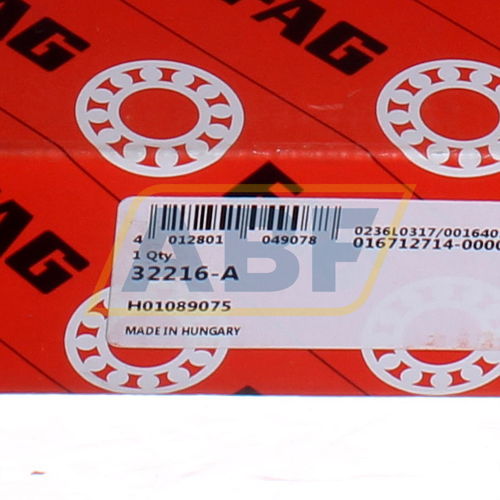 FAG
FAG
4 012801 049078
1 Qty
32216-A
H01089075
MADE IN HUNGARY
0236L0317/001640
016712714-0000
ABF